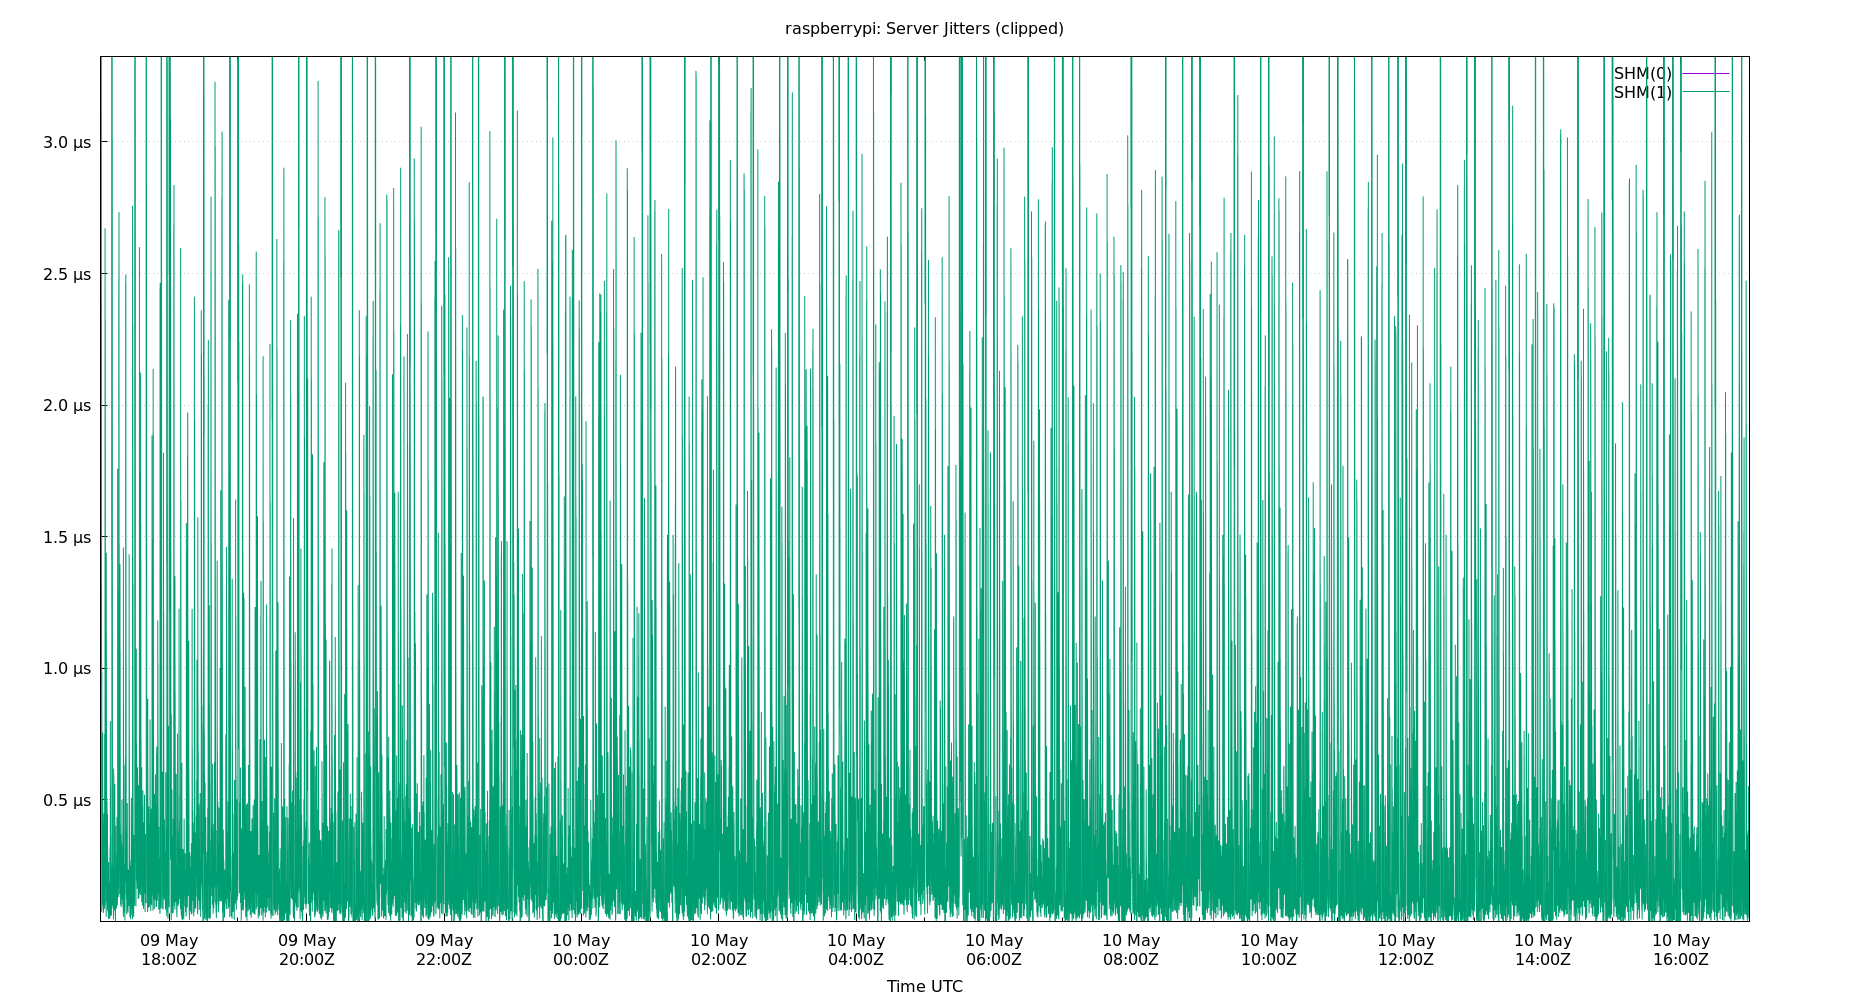 raspberrypi: Server Jitters (clipped)
SHM(0)
SHM(1)
3.0 µs
2.5 µs
2.0 µs
1.5 µs
1.0 µs
0.5 µs
09 May 09 May 09 May 10 May 10 May 10 May 10 May 10 May 10 May 10 May 10 May 10 May
18:00Z 20:00Z 22:00Z 00:00Z 02:00Z 04:00Z 06:00Z 08:00Z 10:00Z 12:00Z 14:00Z 16:00Z
Time UTC